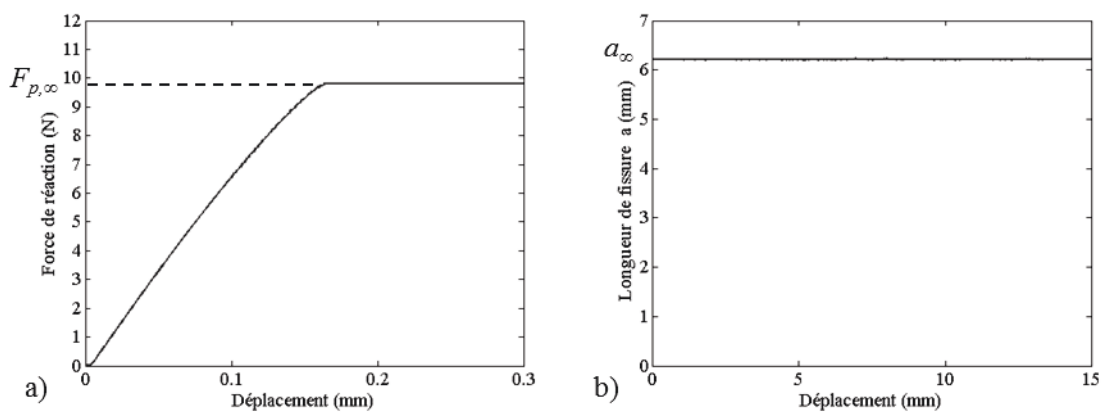 12
11
10
9
8
7
6
5
4
3
2
1
0
F_{p,∞}
Force de réaction (N)
0 0.1 0.2 0.3
a) Déplacement (mm)
7
6
5
4
3
2
1
0
a_∞
Longueur de fissure a (mm)
0 5 10 15
b) Déplacement (mm)